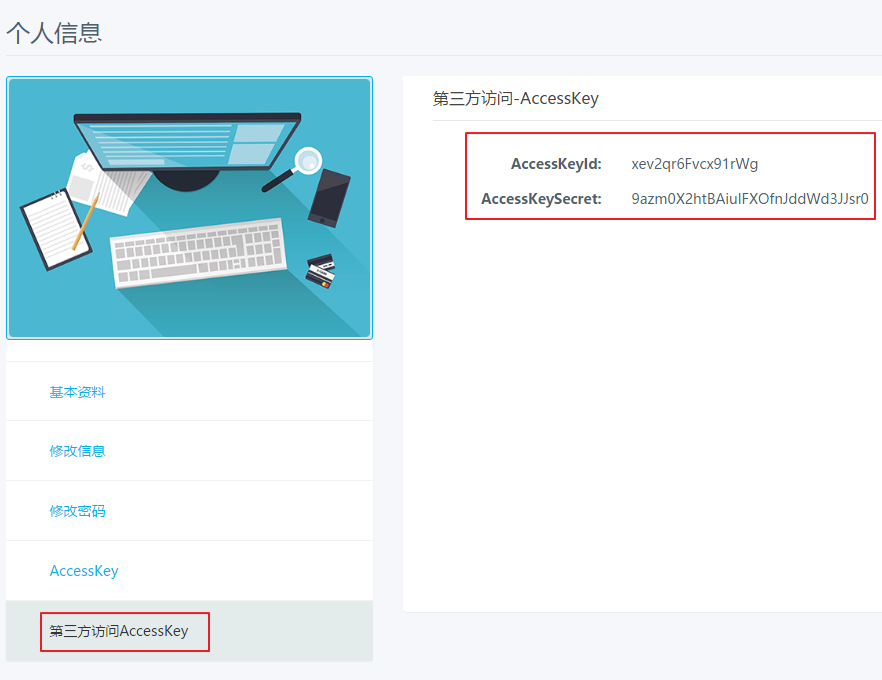 个人信息
第三方访问-AccessKey
AccessKeyId: xev2qr6Fvcx91rWg
AccessKeySecret: 9azm0X2htBAiuIFXOfnJddWd3JJsr0
基本资料
修改信息
修改密码
AccessKey
第三方访问AccessKey